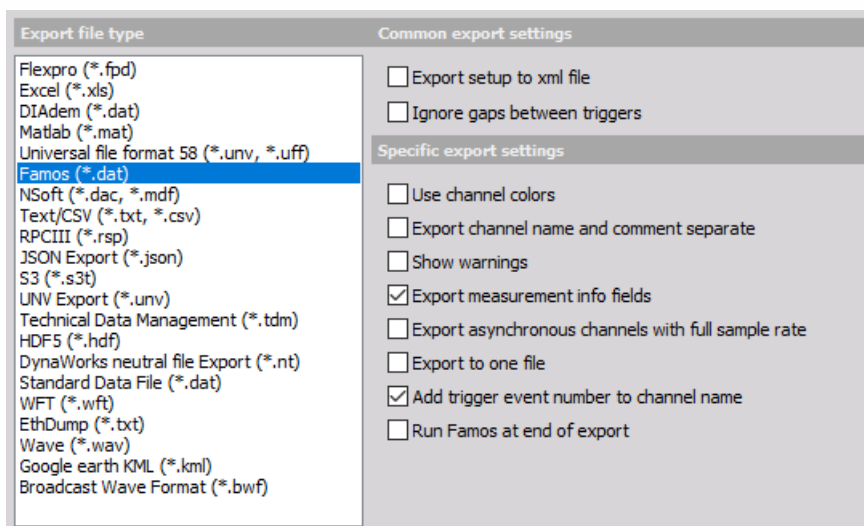 Export file type
Flexpro (*.fpd)
Excel (*.xls)
DIAdem (*.dat)
Matlab (*.mat)
Universal file format 58 (*.unv, *.uff)
Famos (*.dat)
NSoft (*.dac, *.mdf)
Text/CSV (*.txt, *.csv)
RPCIII (*.rsp)
JSON Export (*.json)
S3 (*.s3t)
UNV Export (*.unv)
Technical Data Management (*.tdm)
HDF5 (*.hdf)
DynaWorks neutral file Export (*.nt)
Standard Data File (*.dat)
WFT (*.wft)
EthDump (*.txt)
Wave (*.wav)
Google earth KML (*.kml)
Broadcast Wave Format (*.bwf)
Common export settings
Export setup to xml file
Ignore gaps between triggers
Specific export settings
Use channel colors
Export channel name and comment separate
Show warnings
Export measurement info fields
Export asynchronous channels with full sample rate
Export to one file
Add trigger event number to channel name
Run Famos at end of export